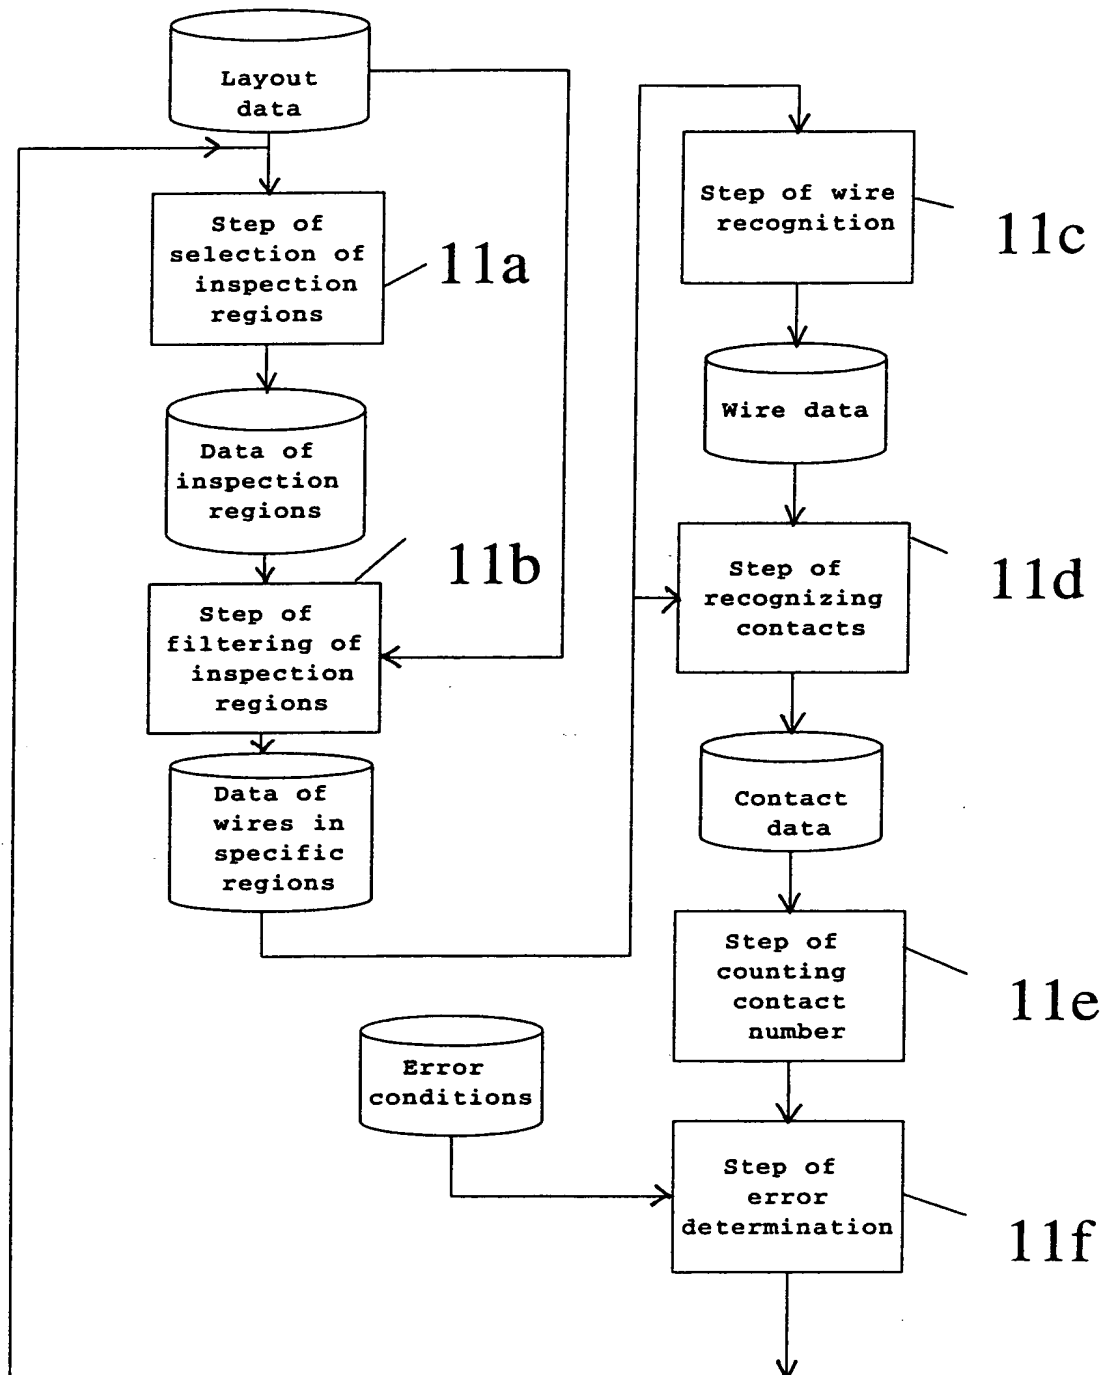 Layout
data
Step of
selection of
inspection
regions
11a
Data of
inspection
regions
11b
Step of
filtering of
inspection
regions
Data of
wires in
specific
regions
Step of wire
recognition
11c
Wire data
Step of
recognizing
contacts
11d
Contact
data
Step of
counting
contact
number
11e
Error
conditions
Step of
error
determination
11f